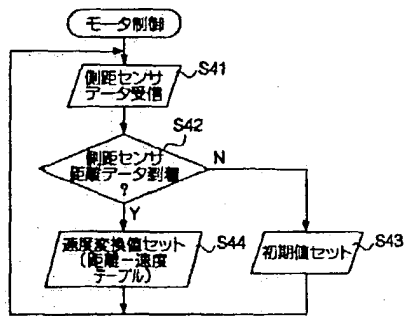 モータ制御
側距センサ
データ受信
S41
S42
側距センサ
距離データ到着
?
N
Y
速度変換値セット
(距離ー速度
テーブル)
S44
初期値セット
S43